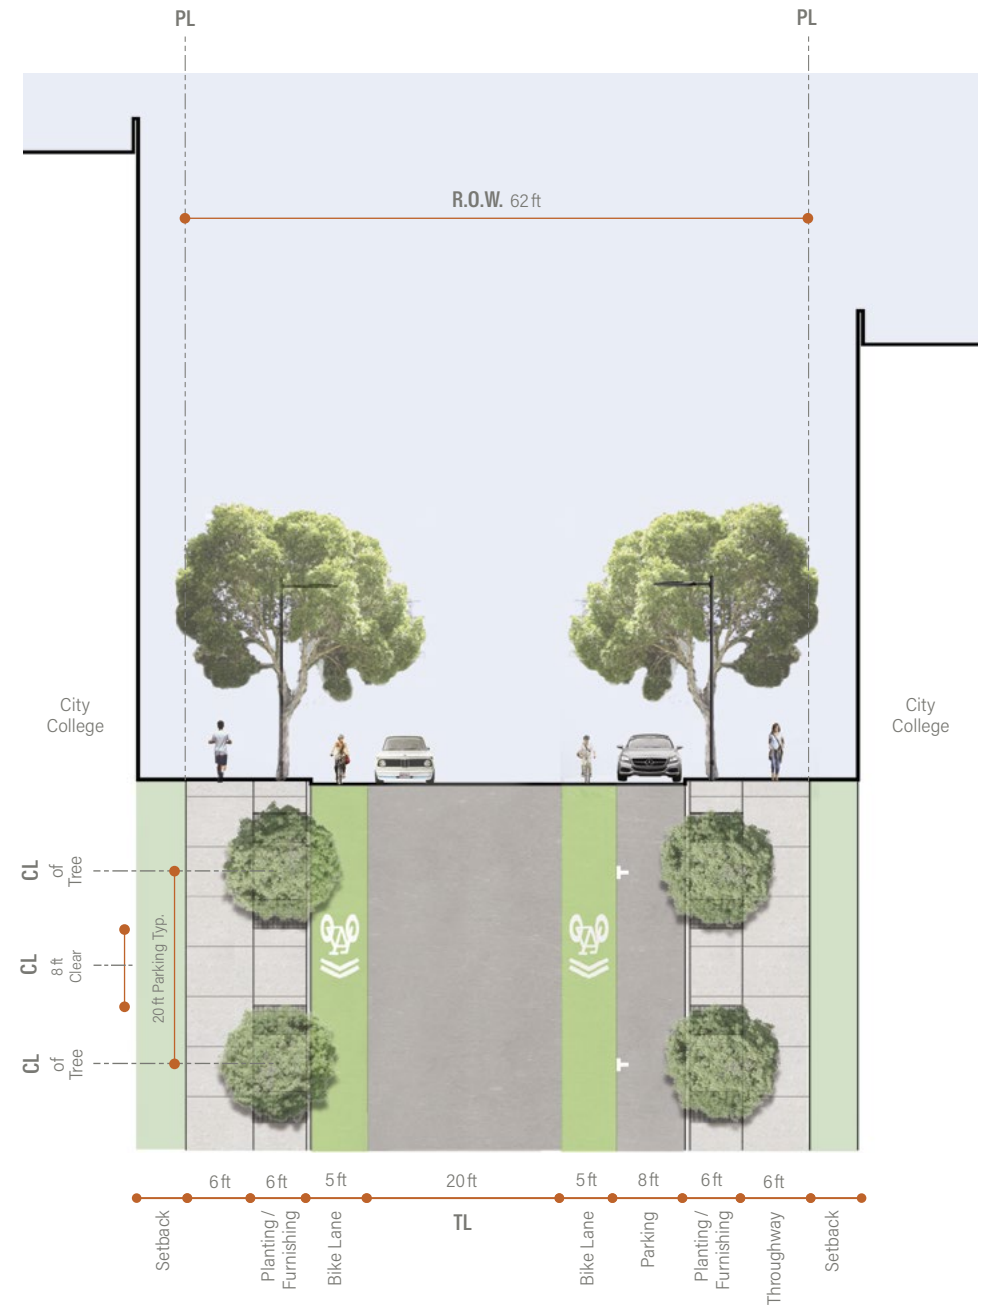 PL
PL
R.O.W. 62 ft
City
College
City
College
CL
of
Tree
CL
8 ft
Clear
CL
of
Tree
20 ft Parking Typ.
6 ft
6 ft
5 ft
20 ft
5 ft
8 ft
6 ft
6 ft
Setback
Planting /
Furnishing
Bike Lane
TL
Bike Lane
Parking
Planting /
Furnishing
Throughway
Setback